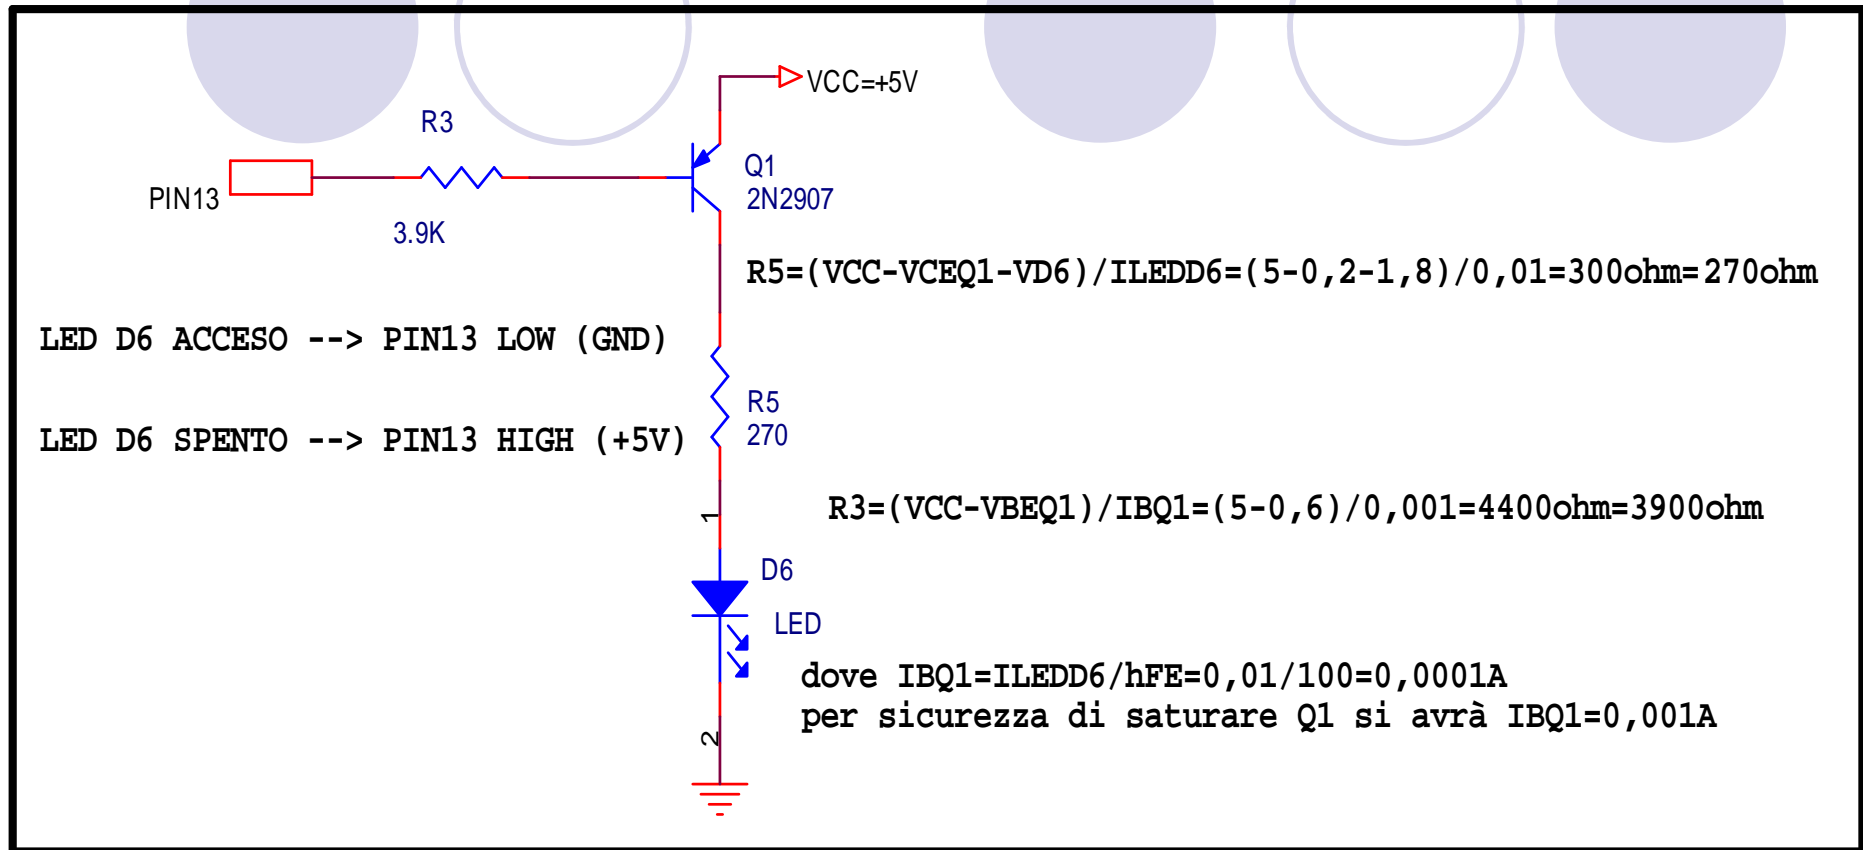 VCC=+5V
R3
Q1
PIN13
2N2907
3.9K
R5=(VCC-VCEQ1-VD6)/ILEDD6=(5-0,2-1,8)/0,01=300ohm=270ohm
LED D6 ACCESO --> PIN13 LOW (GND)
R5
LED D6 SPENTO --> PIN13 HIGH (+5V)
270
R3=(VCC-VBEQ1)/IBQ1=(5-0,6)/0,001=4400ohm=3900ohm
1
D6
LED
dove IBQ1=ILEDD6/hFE=0,01/100=0,0001A
per sicurezza di saturare Q1 si avrà IBQ1=0,001A
2